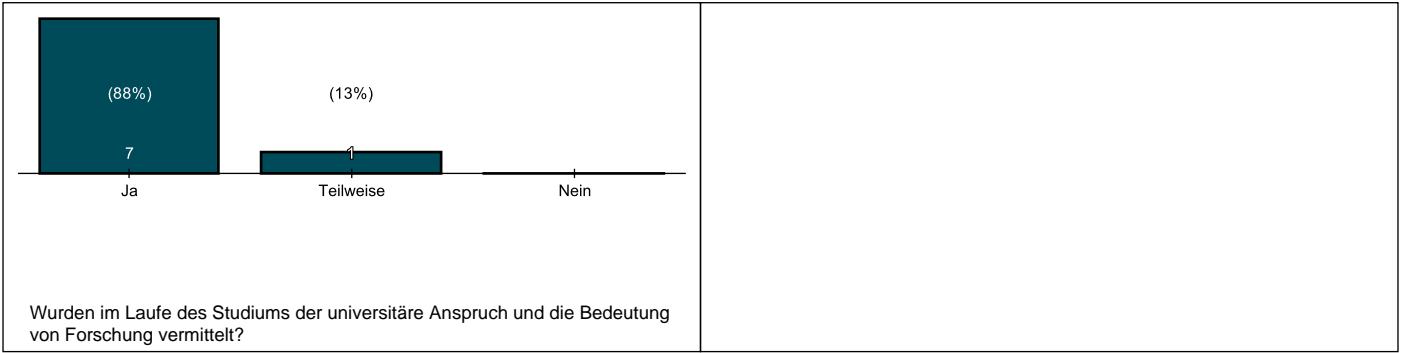 (88%) (13%)
7 1
Ja Teilweise Nein
Wurden im Laufe des Studiums der universitäre Anspruch und die Bedeutung
von Forschung vermittelt?